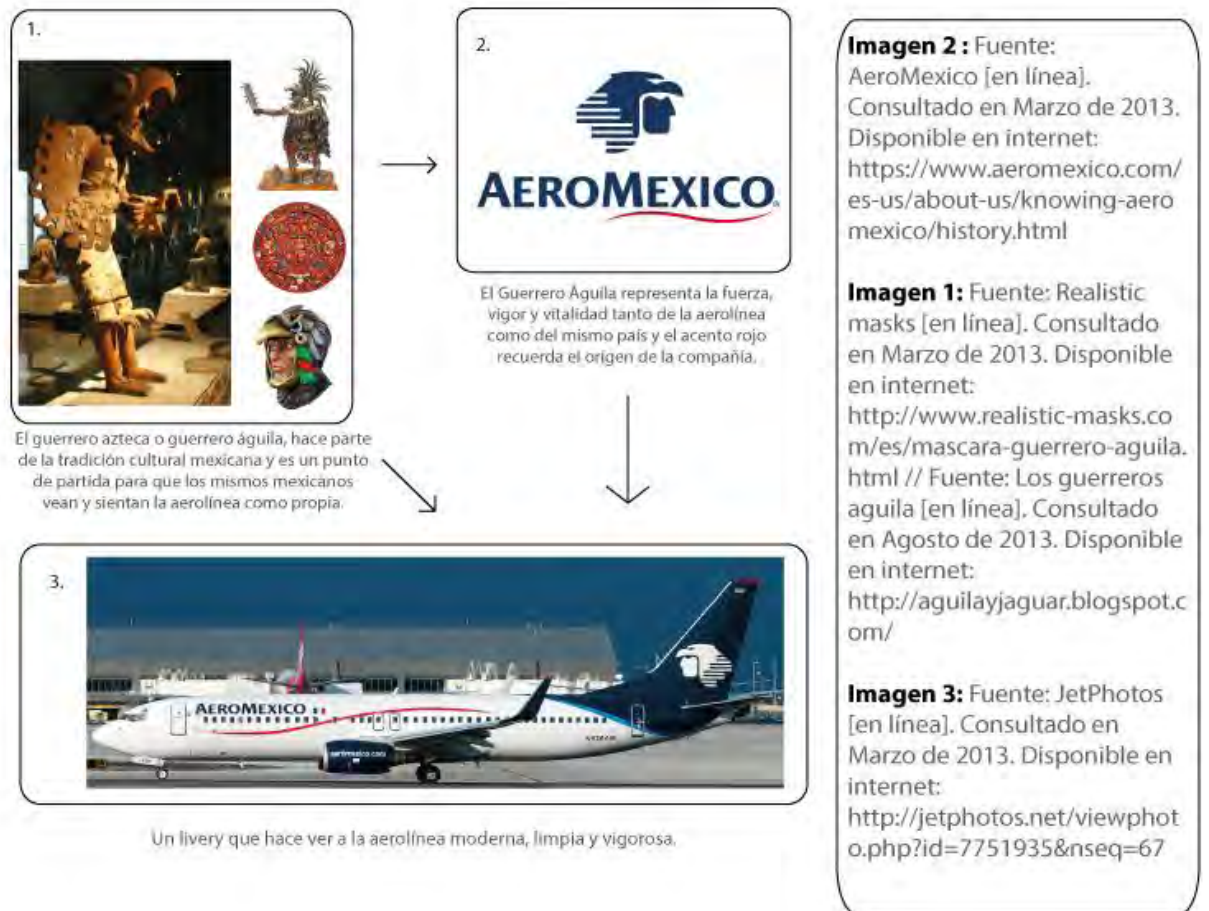 1.
El guerrero azteca o guerrero águila, hace parte
de la tradición cultural mexicana y es un punto
de partida para que los mismos mexicanos
vean y sientan la aerolínea como propia.
2.
AEROMEXICO
El Guerrero Águila representa la fuerza,
vigor y vitalidad tanto de la aerolínea
como del mismo país y el acento rojo
recuerda el origen de la compañía.
3.
AEROMEXICO
aeromexico.com
Un livery que hace ver a la aerolínea moderna, limpia y vigorosa.
Imagen 2 : Fuente:
AeroMexico [en línea].
Consultado en Marzo de 2013.
Disponible en internet:
https://www.aeromexico.com/
es-us/about-us/knowing-aero
mexico/history.html
Imagen 1: Fuente: Realistic
masks [en línea]. Consultado
en Marzo de 2013. Disponible
en internet:
http://www.realistic-masks.co
m/es/mascara-guerrero-aguila.
html // Fuente: Los guerreros
aguila [en línea]. Consultado
en Agosto de 2013. Disponible
en internet:
http://aguilayjaguar.blogspot.c
om/
Imagen 3: Fuente: JetPhotos
[en línea]. Consultado en
Marzo de 2013. Disponible en
internet:
http://jetphotos.net/viewphot
o.php?id=7751935&nseq=67